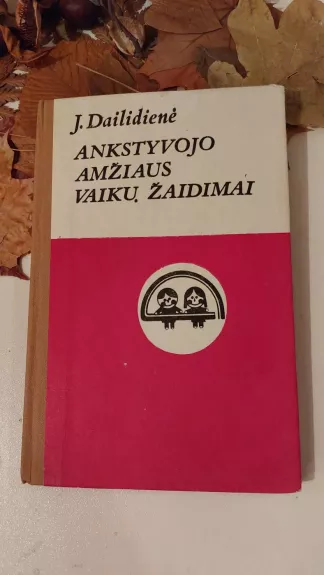 J. Dailidienė
ANKSTYVOJO
AMŽIAUS
VAIKŲ ŽAIDIMAI